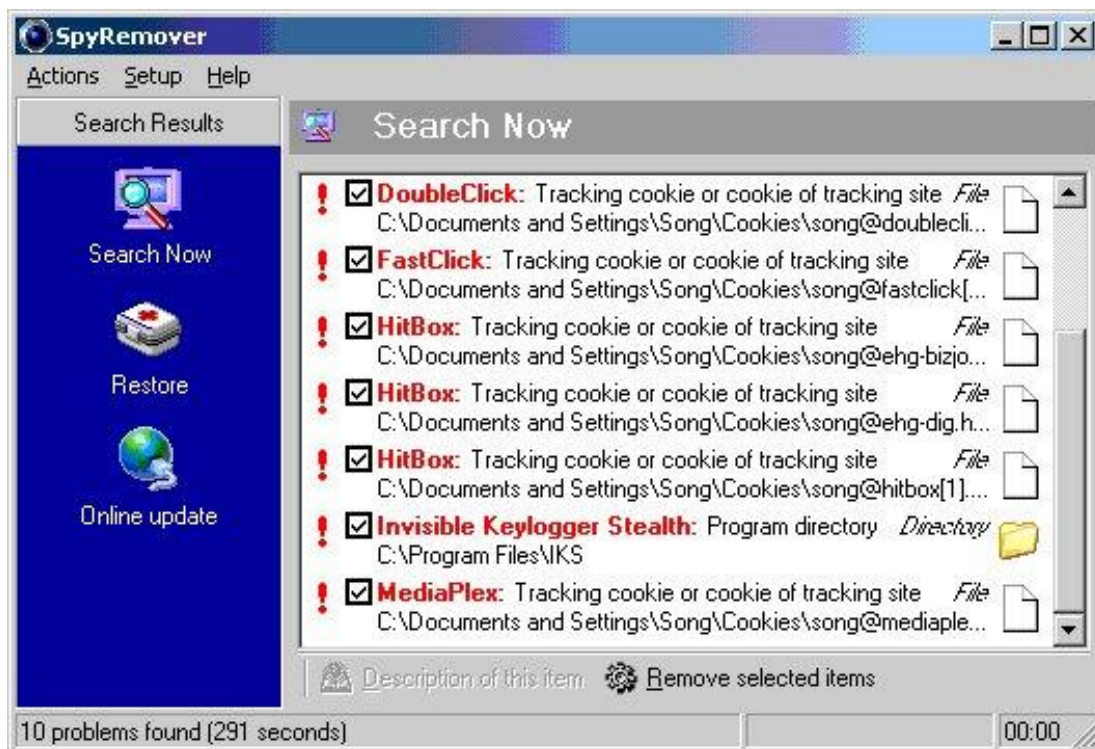 SpyRemover
Actions Setup Help
Search Results
Search Now
Restore
Online update
Search Now
DoubleClick: Tracking cookie or cookie of tracking site File
C:\Documents and Settings\Song\Cookies\song@doublecli...
FastClick: Tracking cookie or cookie of tracking site File
C:\Documents and Settings\Song\Cookies\song@fastclick[...
HitBox: Tracking cookie or cookie of tracking site File
C:\Documents and Settings\Song\Cookies\song@ehg-bizjo...
HitBox: Tracking cookie or cookie of tracking site File
C:\Documents and Settings\Song\Cookies\song@ehg-dig.h...
HitBox: Tracking cookie or cookie of tracking site File
C:\Documents and Settings\Song\Cookies\song@hitbox[1]....
Invisible Keylogger Stealth: Program directory Directory
C:\Program Files\IKS
MediaPlex: Tracking cookie or cookie of tracking site File
C:\Documents and Settings\Song\Cookies\song@mediaple...
Description of this item Remove selected items
10 problems found (291 seconds) 00:00